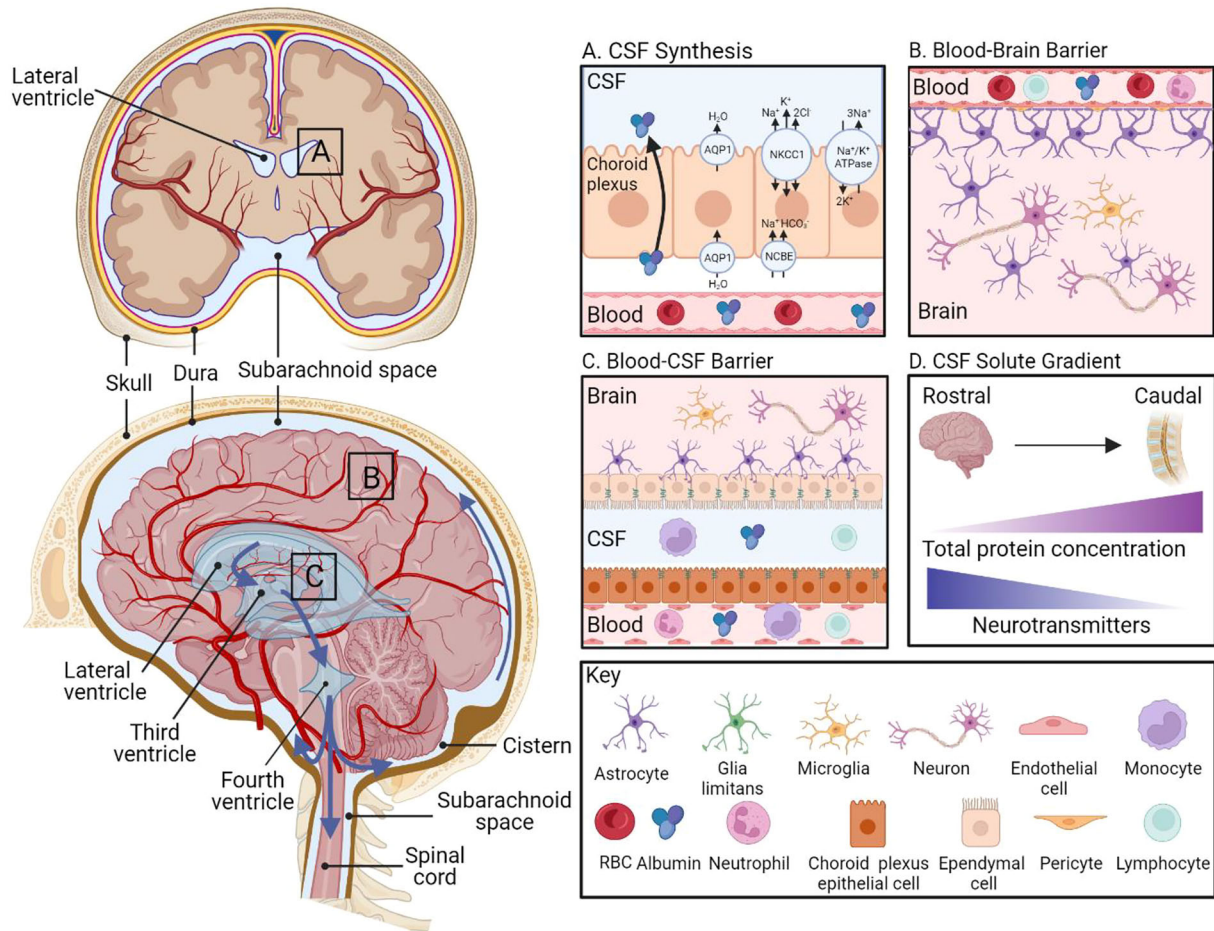 Lateral
ventricle
A
Skull
Dura
Subarachnoid space
B
C
Lateral
ventricle
Third
ventricle
Fourth
ventricle
Cistern
Subarachnoid
space
Spinal
cord
A. CSF Synthesis
CSF
Choroid
plexus
H₂O
AQP1
AQP1
H₂O
K⁺
Na⁺ 2Cl⁻
NKCC1
Na⁺ HCO₃⁻
NCBE
3Na⁺
Na⁺/K⁺
ATPase
2K⁺
Blood
B. Blood-Brain Barrier
Blood
Brain
C. Blood-CSF Barrier
Brain
CSF
Blood
D. CSF Solute Gradient
Rostral
Caudal
Total protein concentration
Neurotransmitters
Key
Astrocyte
Glia
limitans
Microglia
Neuron
Endothelial
cell
Monocyte
RBC
Albumin
Neutrophil
Choroid plexus
epithelial cell
Ependymal
cell
Pericyte
Lymphocyte